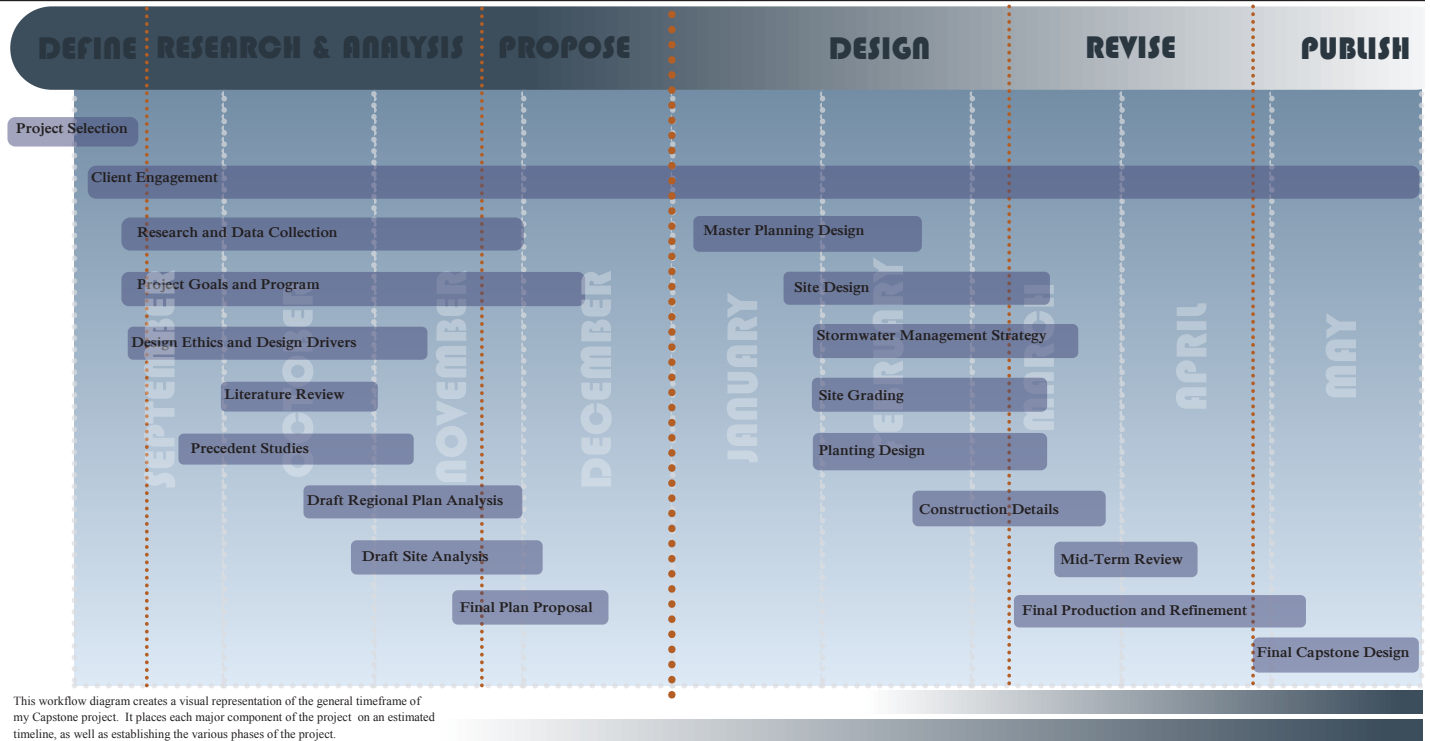 DEFINE RESEARCH & ANALYSIS PROPOSE DESIGN REVISE PUBLISH
Project Selection
Client Engagement
Research and Data Collection
Master Planning Design
Project Goals and Program
Site Design
Design Ethics and Design Drivers
Stormwater Management Strategy
Literature Review
Site Grading
Precedent Studies
Planting Design
Draft Regional Plan Analysis
Construction Details
Draft Site Analysis
Mid-Term Review
Final Plan Proposal
Final Production and Refinement
Final Capstone Design
SEPTEMBER
OCTOBER
NOVEMBER
DECEMBER
JANUARY
FEBRUARY
MARCH
APRIL
MAY
This workflow diagram creates a visual representation of the general timeframe of
my Capstone project. It places each major component of the project on an estimated
timeline, as well as establishing the various phases of the project.